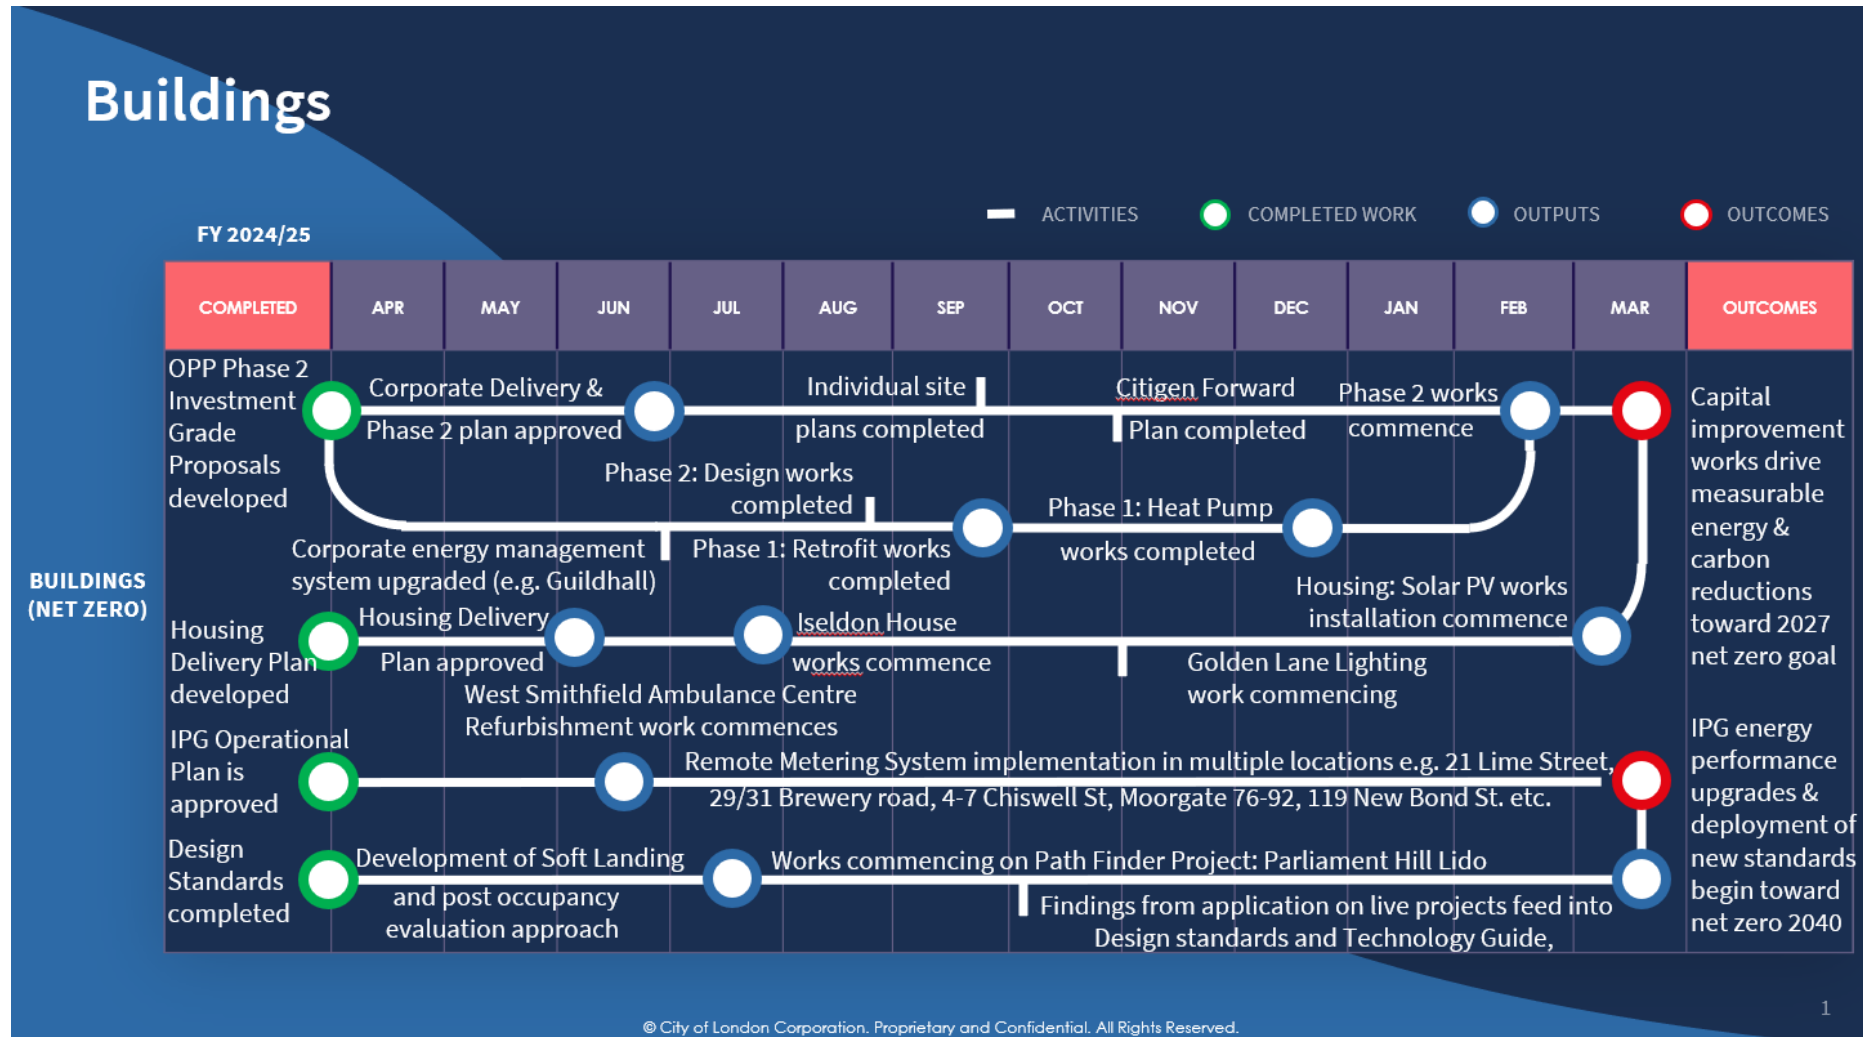 Buildings
ACTIVITIES
COMPLETED WORK
OUTPUTS
OUTCOMES
FY 2024/25
COMPLETED
APR
MAY
JUN
JUL
AUG
SEP
OCT
NOV
DEC
JAN
FEB
MAR
OUTCOMES
BUILDINGS
(NET ZERO)
OPP Phase 2
Investment
Grade
Proposals
developed
Corporate Delivery &
Phase 2 plan approved
Individual site
plans completed
Citigen Forward
Plan completed
Phase 2 works
commence
Phase 2: Design works
completed
Corporate energy management
system upgraded (e.g. Guildhall)
Phase 1: Retrofit works
completed
Phase 1: Heat Pump
works completed
Housing: Solar PV works
installation commence
Housing
Delivery Plan
developed
Housing Delivery
Plan approved
Iseldon House
works commence
West Smithfield Ambulance Centre
Refurbishment work commences
Golden Lane Lighting
work commencing
IPG Operational
Plan is
approved
Remote Metering System implementation in multiple locations e.g. 21 Lime Street,
29/31 Brewery road, 4-7 Chiswell St, Moorgate 76-92, 119 New Bond St. etc.
Design
Standards
completed
Development of Soft Landing
and post occupancy
evaluation approach
Works commencing on Path Finder Project: Parliament Hill Lido
Findings from application on live projects feed into
Design standards and Technology Guide,
Capital
improvement
works drive
measurable
energy &
carbon
reductions
toward 2027
net zero goal
IPG energy
performance
upgrades &
deployment of
new standards
begin toward
net zero 2040
1
© City of London Corporation. Proprietary and Confidential. All Rights Reserved.